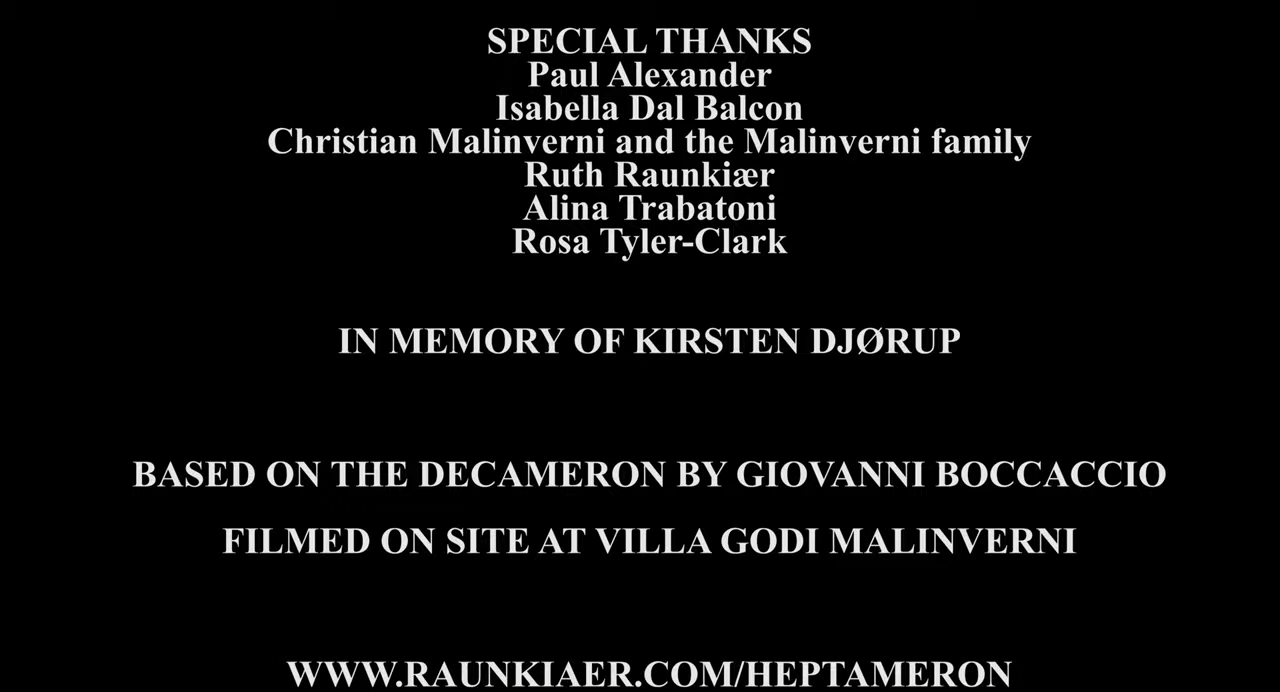 SPECIAL THANKS
Paul Alexander
Isabella Dal Balcon
Christian Malinverni and the Malinverni family
Ruth Raunkiær
Alina Trabatoni
Rosa Tyler-Clark
IN MEMORY OF KIRSTEN DJØRUP
BASED ON THE DECAMERON BY GIOVANNI BOCCACCIO
FILMED ON SITE AT VILLA GODI MALINVERNI
WWW.RAUNKIAER.COM/HEPTAMERON